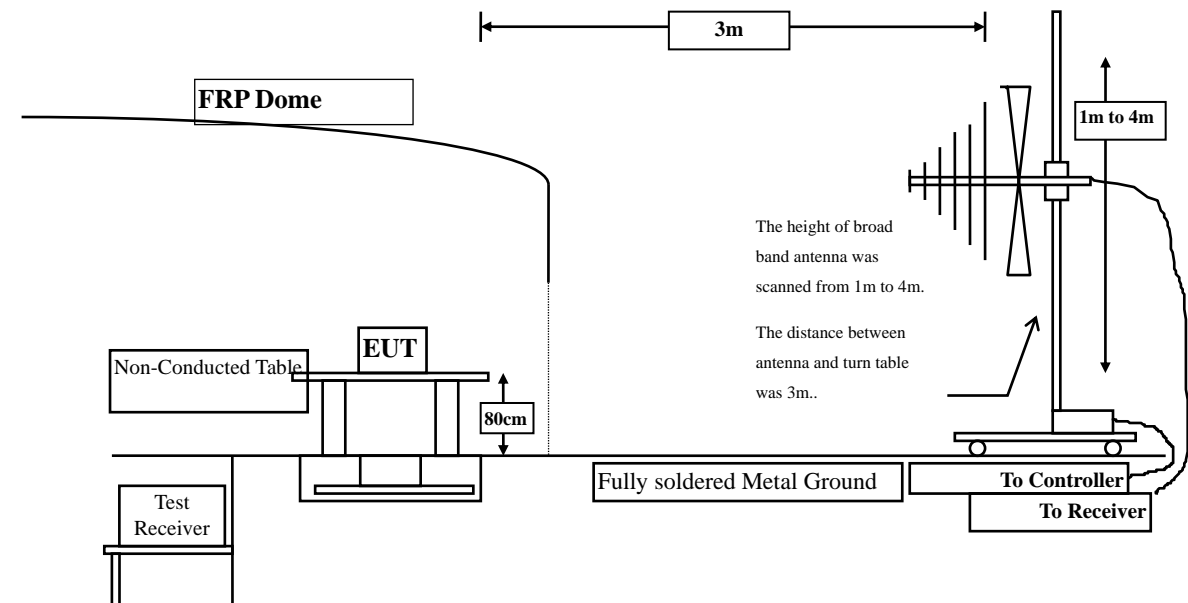 3m
FRP Dome
1m to 4m
The height of broad
band antenna was
scanned from 1m to 4m.
The distance between
antenna and turn table
was 3m..
EUT
Non-Conducted Table
80cm
Fully soldered Metal Ground
To Controller
To Receiver
Test
Receiver